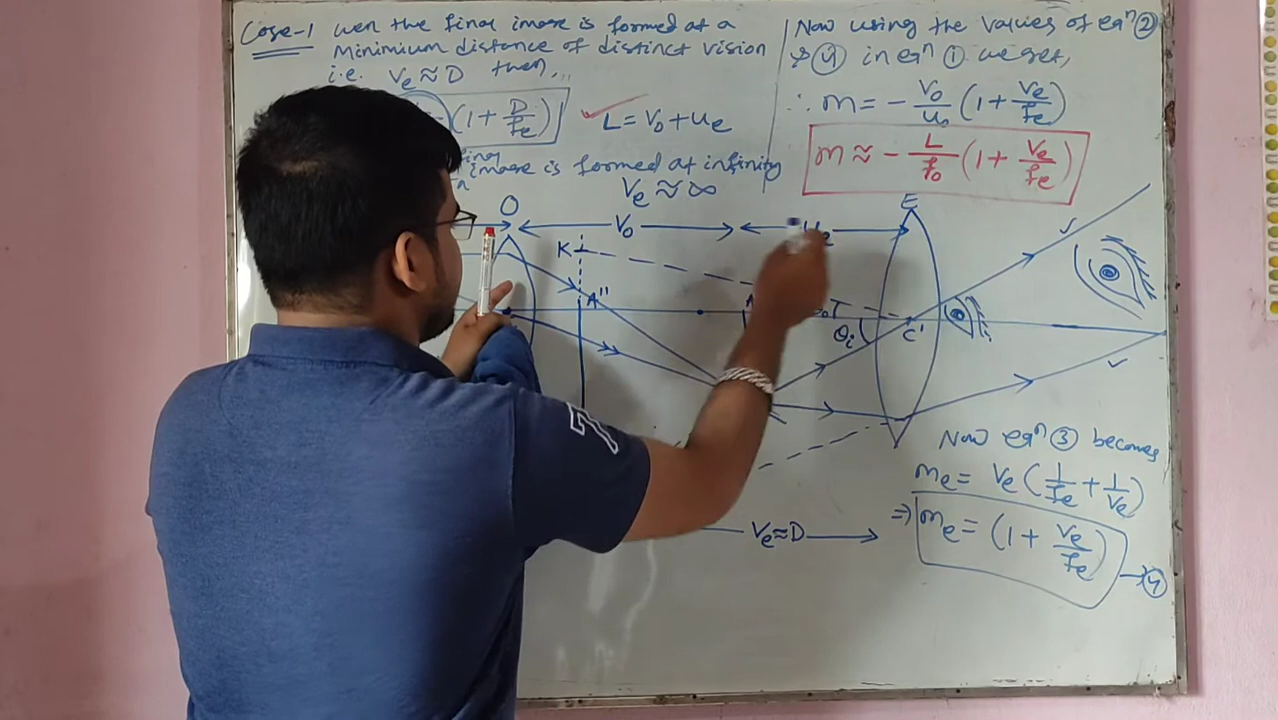 Case-1 wen the final image is formed at a
Minimium distance of distinct vision
i.e. Ve ≈ D then,..
(1 + D/fe) L = Vo + ue
image is formed at infinity
Ve ≈ ∞
Now using the values of eqⁿ ②
& ④ in eqⁿ ① we get,
∴ m = - Vo/uo (1 + Ve/fe)
m ≈ - L/fo (1 + Ve/fe)
O Vo ue E
K
A"
θi C'
Ve≈D
Now eqⁿ ③ becomes
me = Ve (1/fe + 1/Ve)
⇒ me = (1 + Ve/fe) → ④